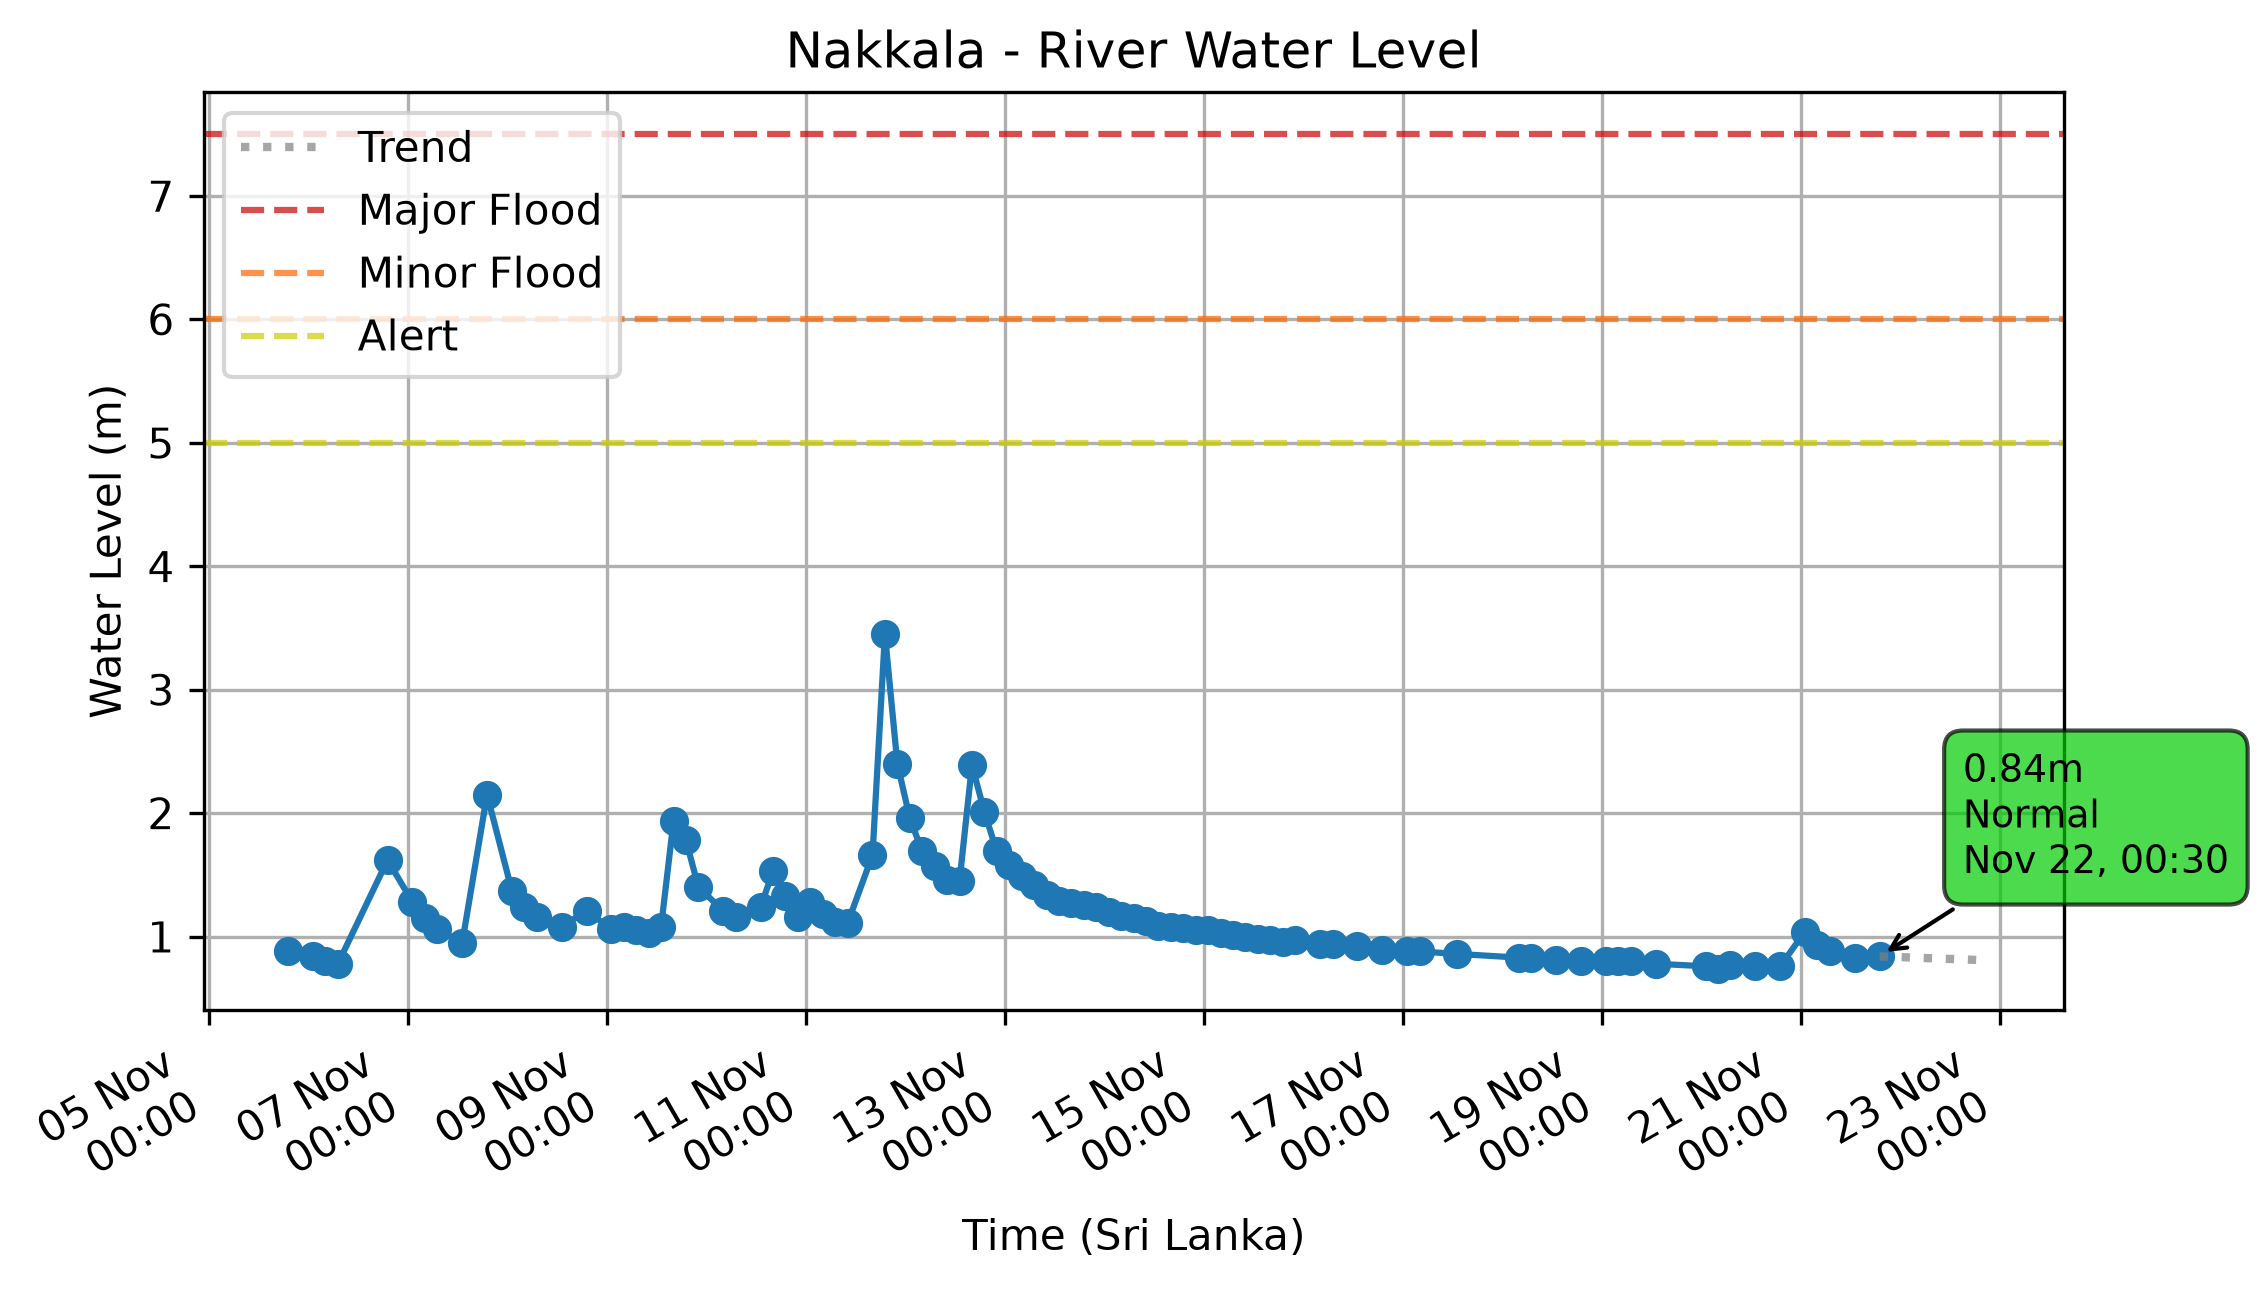 Nakkala - River Water Level
Trend
Major Flood
Minor Flood
Alert
Water Level (m)
7
6
5
4
3
2
1
0.84m
Normal
Nov 22, 00:30
05 Nov
00:00
07 Nov
00:00
09 Nov
00:00
11 Nov
00:00
13 Nov
00:00
15 Nov
00:00
17 Nov
00:00
19 Nov
00:00
21 Nov
00:00
23 Nov
00:00
Time (Sri Lanka)